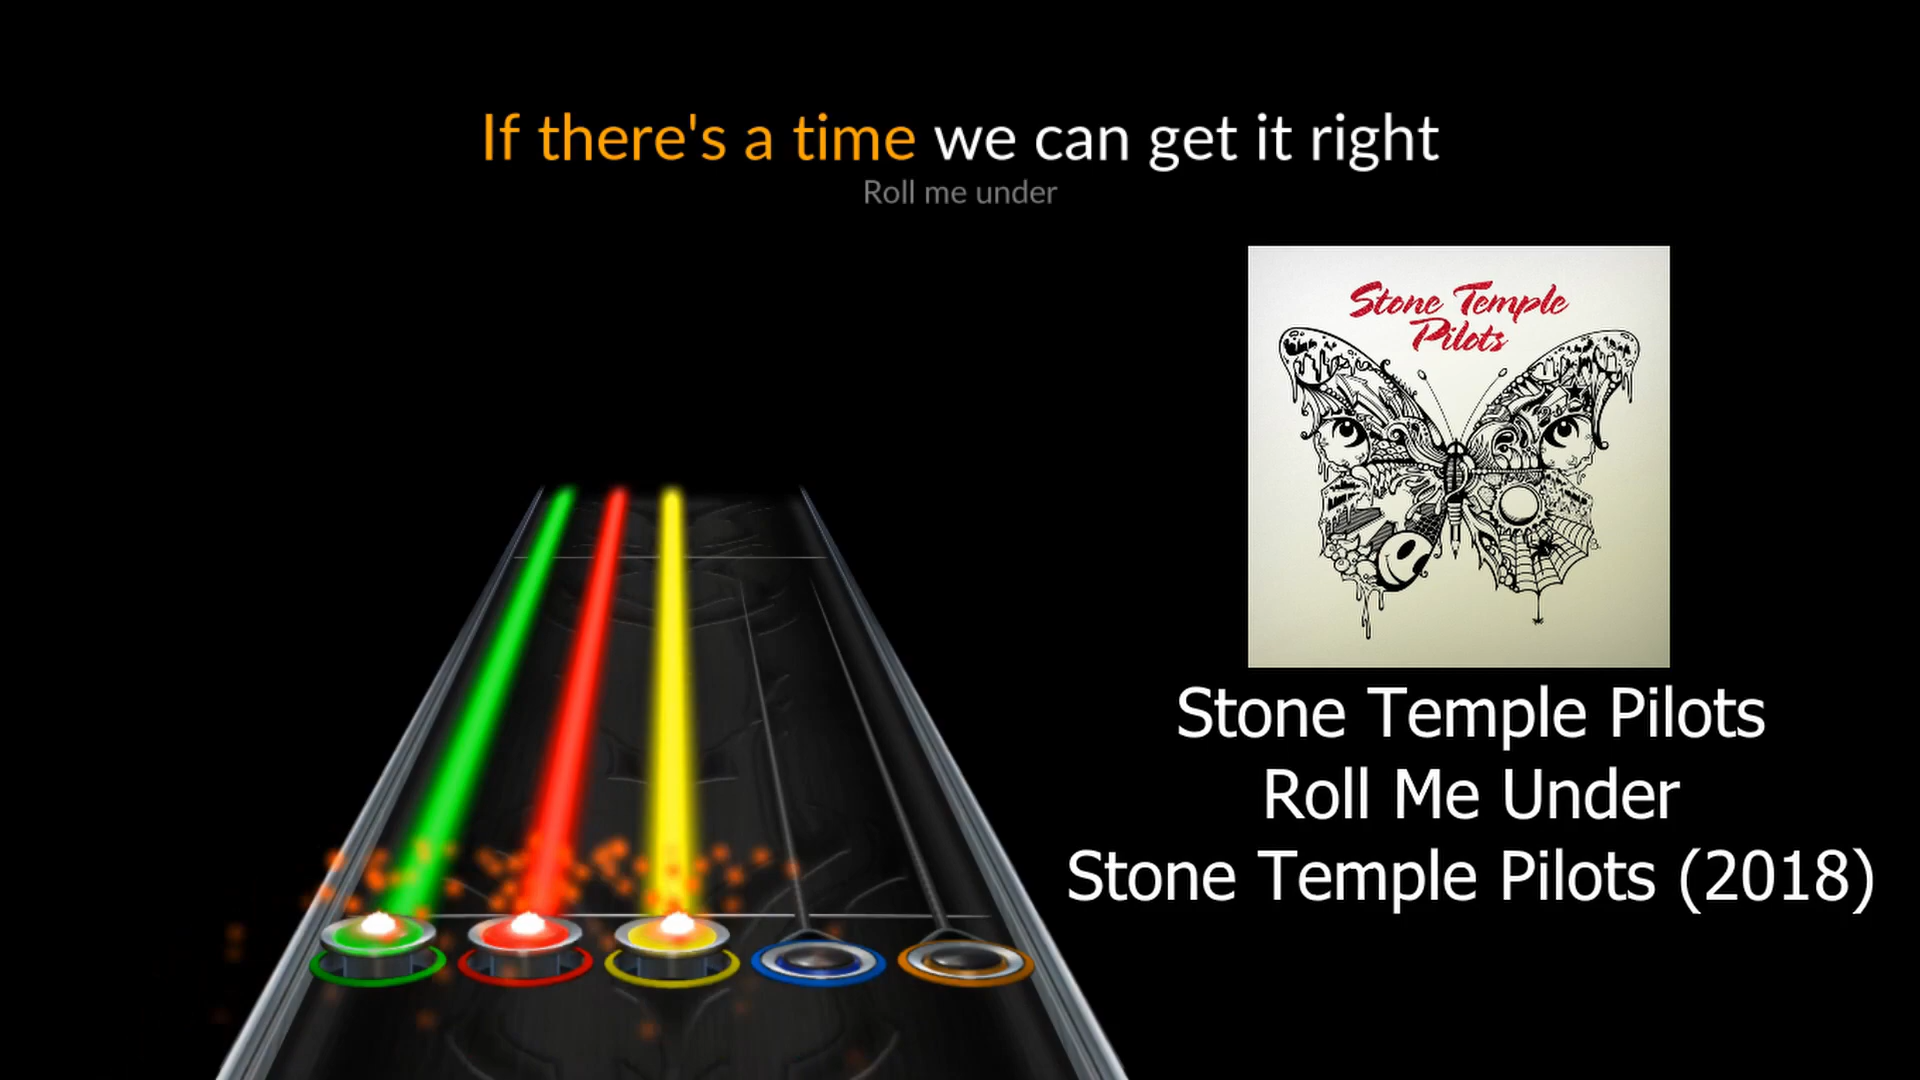 If there's a time we can get it right
Roll me under
Stone Temple
Pilots
Stone Temple Pilots
Roll Me Under
Stone Temple Pilots (2018)